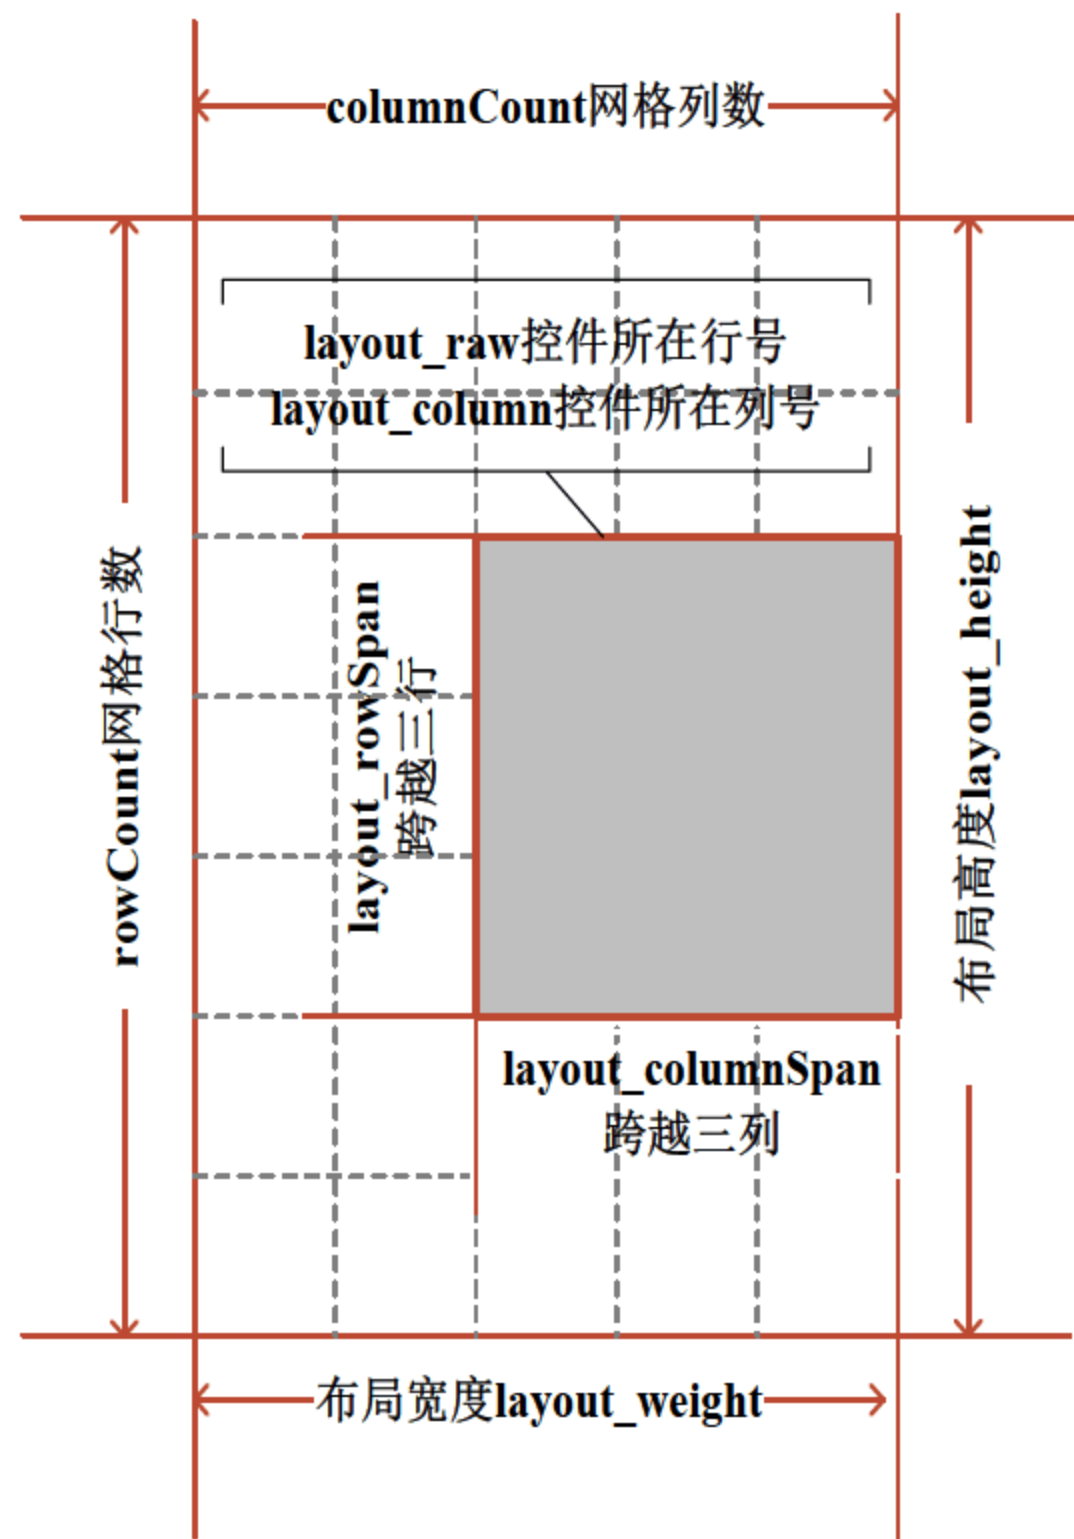 columnCount网格列数
layout_raw控件所在行号
layout_column控件所在列号
rowCount网格行数
layout_rowSpan
跨越三行
布局高度layout_height
layout_columnSpan
跨越三列
布局宽度layout_weight